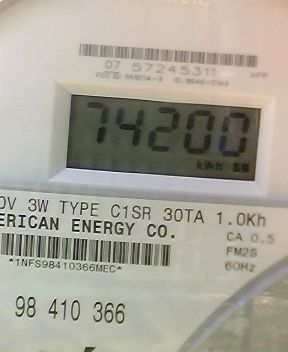 07 57245311
74200
kWh
0V 3W TYPE C1SR 30TA 1.0Kh
ERICAN ENERGY CO.
CA 0.5
*1NFS98410366MEC*
FM2S
60Hz
98 410 366